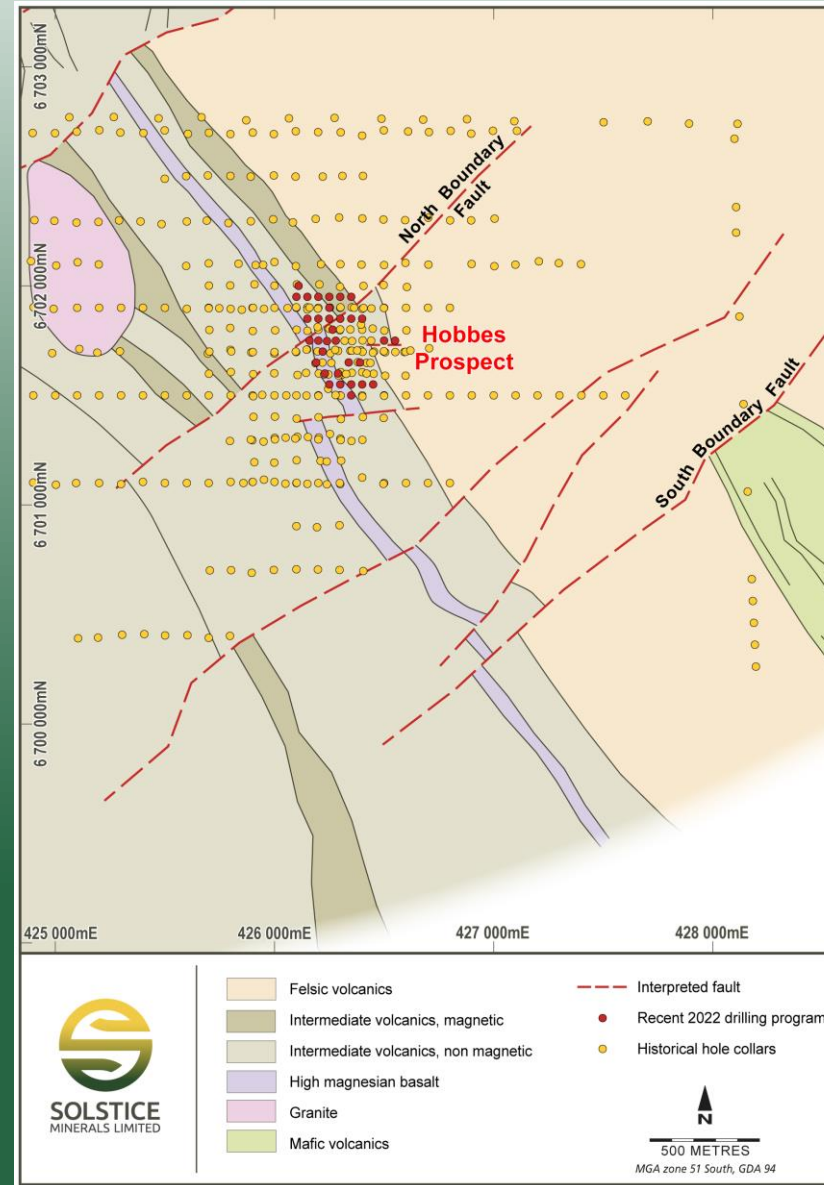 6 703 000mN
North Boundary
Fault
6 702 000mN
Hobbes
Prospect
South Boundary Fault
6 701 000mN
6 700 000mN
425 000mE
426 000mE
427 000mE
428 000mE
SOLSTICE
MINERALS LIMITED
Felsic volcanics
Intermediate volcanics, magnetic
Intermediate volcanics, non magnetic
High magnesian basalt
Granite
Mafic volcanics
Interpreted fault
Recent 2022 drilling program
Historical hole collars
N
500 METRES
MGA zone 51 South, GDA 94